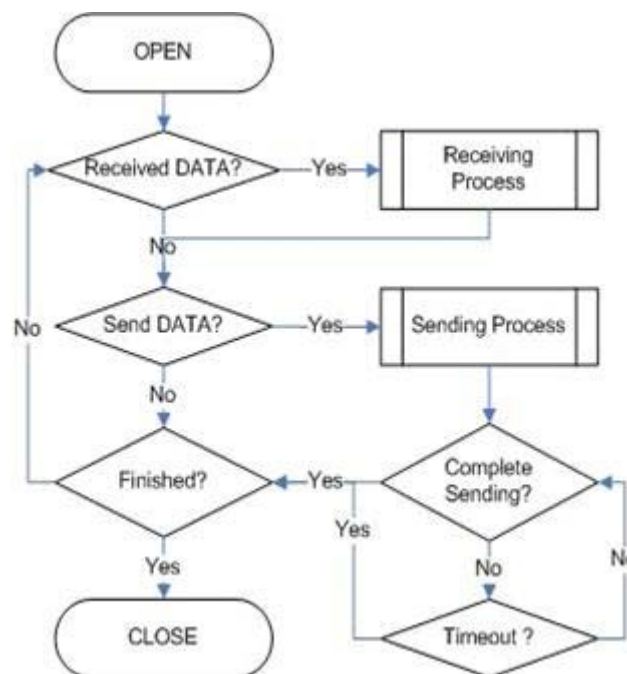 OPEN
Received DATA?
Yes
Receiving
Process
No
Send DATA?
Yes
Sending Process
No
No
Finished?
Yes
Complete
Sending?
Yes
No
No
Yes
CLOSE
Timeout ?